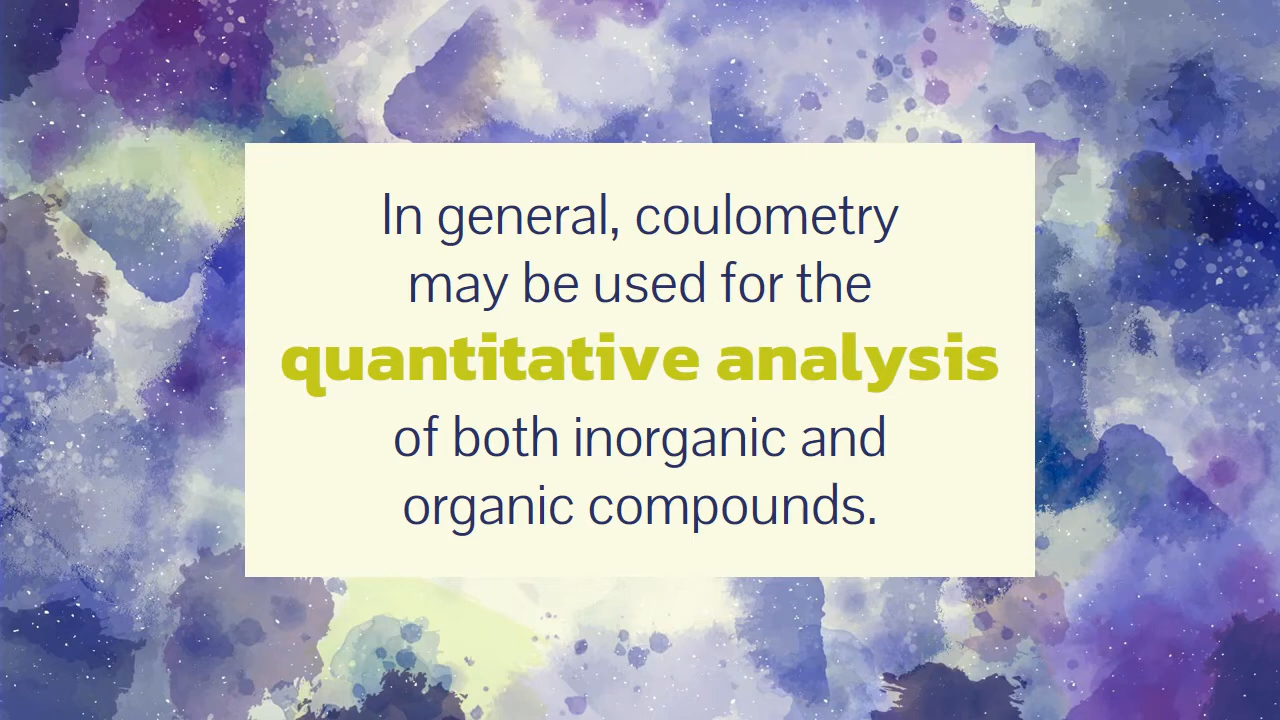 In general, coulometry
may be used for the
quantitative analysis
of both inorganic and
organic compounds.